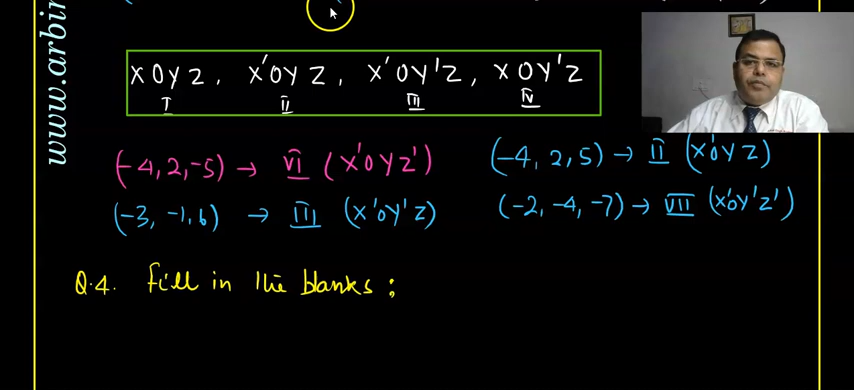 www.arbin
XOYZ, X'OYZ, X'OY'Z, XOY'Z
I II III IV
(-4,2,-5) → VI (X'OYZ')
(-4, 2, 5) → II (X'OYZ)
(-3, -1, 6) → III (X'OY'Z)
(-2, -4, -7) → VII (X'OY'Z')
Q.4. Fill in the blanks;